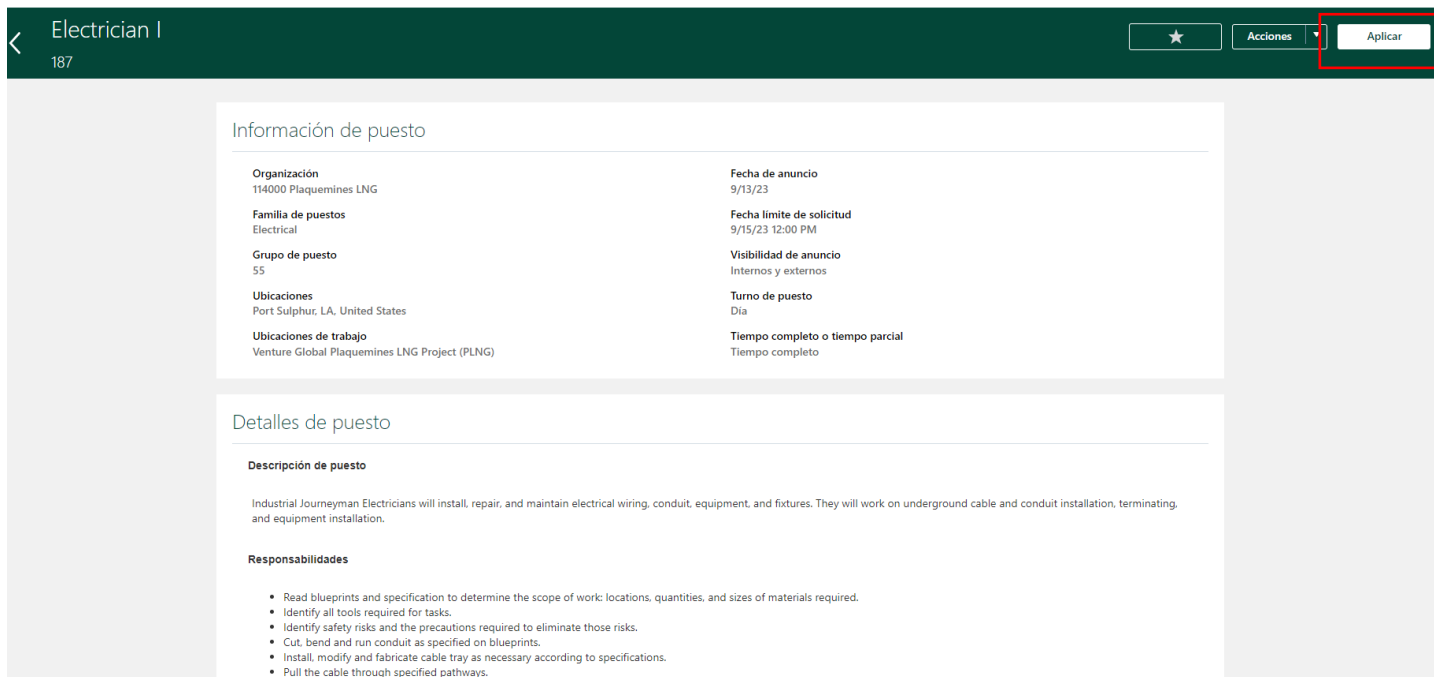 Electrician I
187
Acciones
Aplicar
Información de puesto
Organización
114000 Plaquemines LNG
Fecha de anuncio
9/13/23
Familia de puestos
Electrical
Fecha límite de solicitud
9/15/23 12:00 PM
Grupo de puesto
55
Visibilidad de anuncio
Internos y externos
Ubicaciones
Port Sulphur, LA, United States
Turno de puesto
Día
Ubicaciones de trabajo
Venture Global Plaquemines LNG Project (PLNG)
Tiempo completo o tiempo parcial
Tiempo completo
Detalles de puesto
Descripción de puesto
Industrial Journeyman Electricians will install, repair, and maintain electrical wiring, conduit, equipment, and fixtures. They will work on underground cable and conduit installation, terminating,
and equipment installation.
Responsabilidades
• Read blueprints and specification to determine the scope of work: locations, quantities, and sizes of materials required.
• Identify all tools required for tasks.
• Identify safety risks and the precautions required to eliminate those risks.
• Cut, bend and run conduit as specified on blueprints.
• Install, modify and fabricate cable tray as necessary according to specifications.
• Pull the cable through specified pathways.